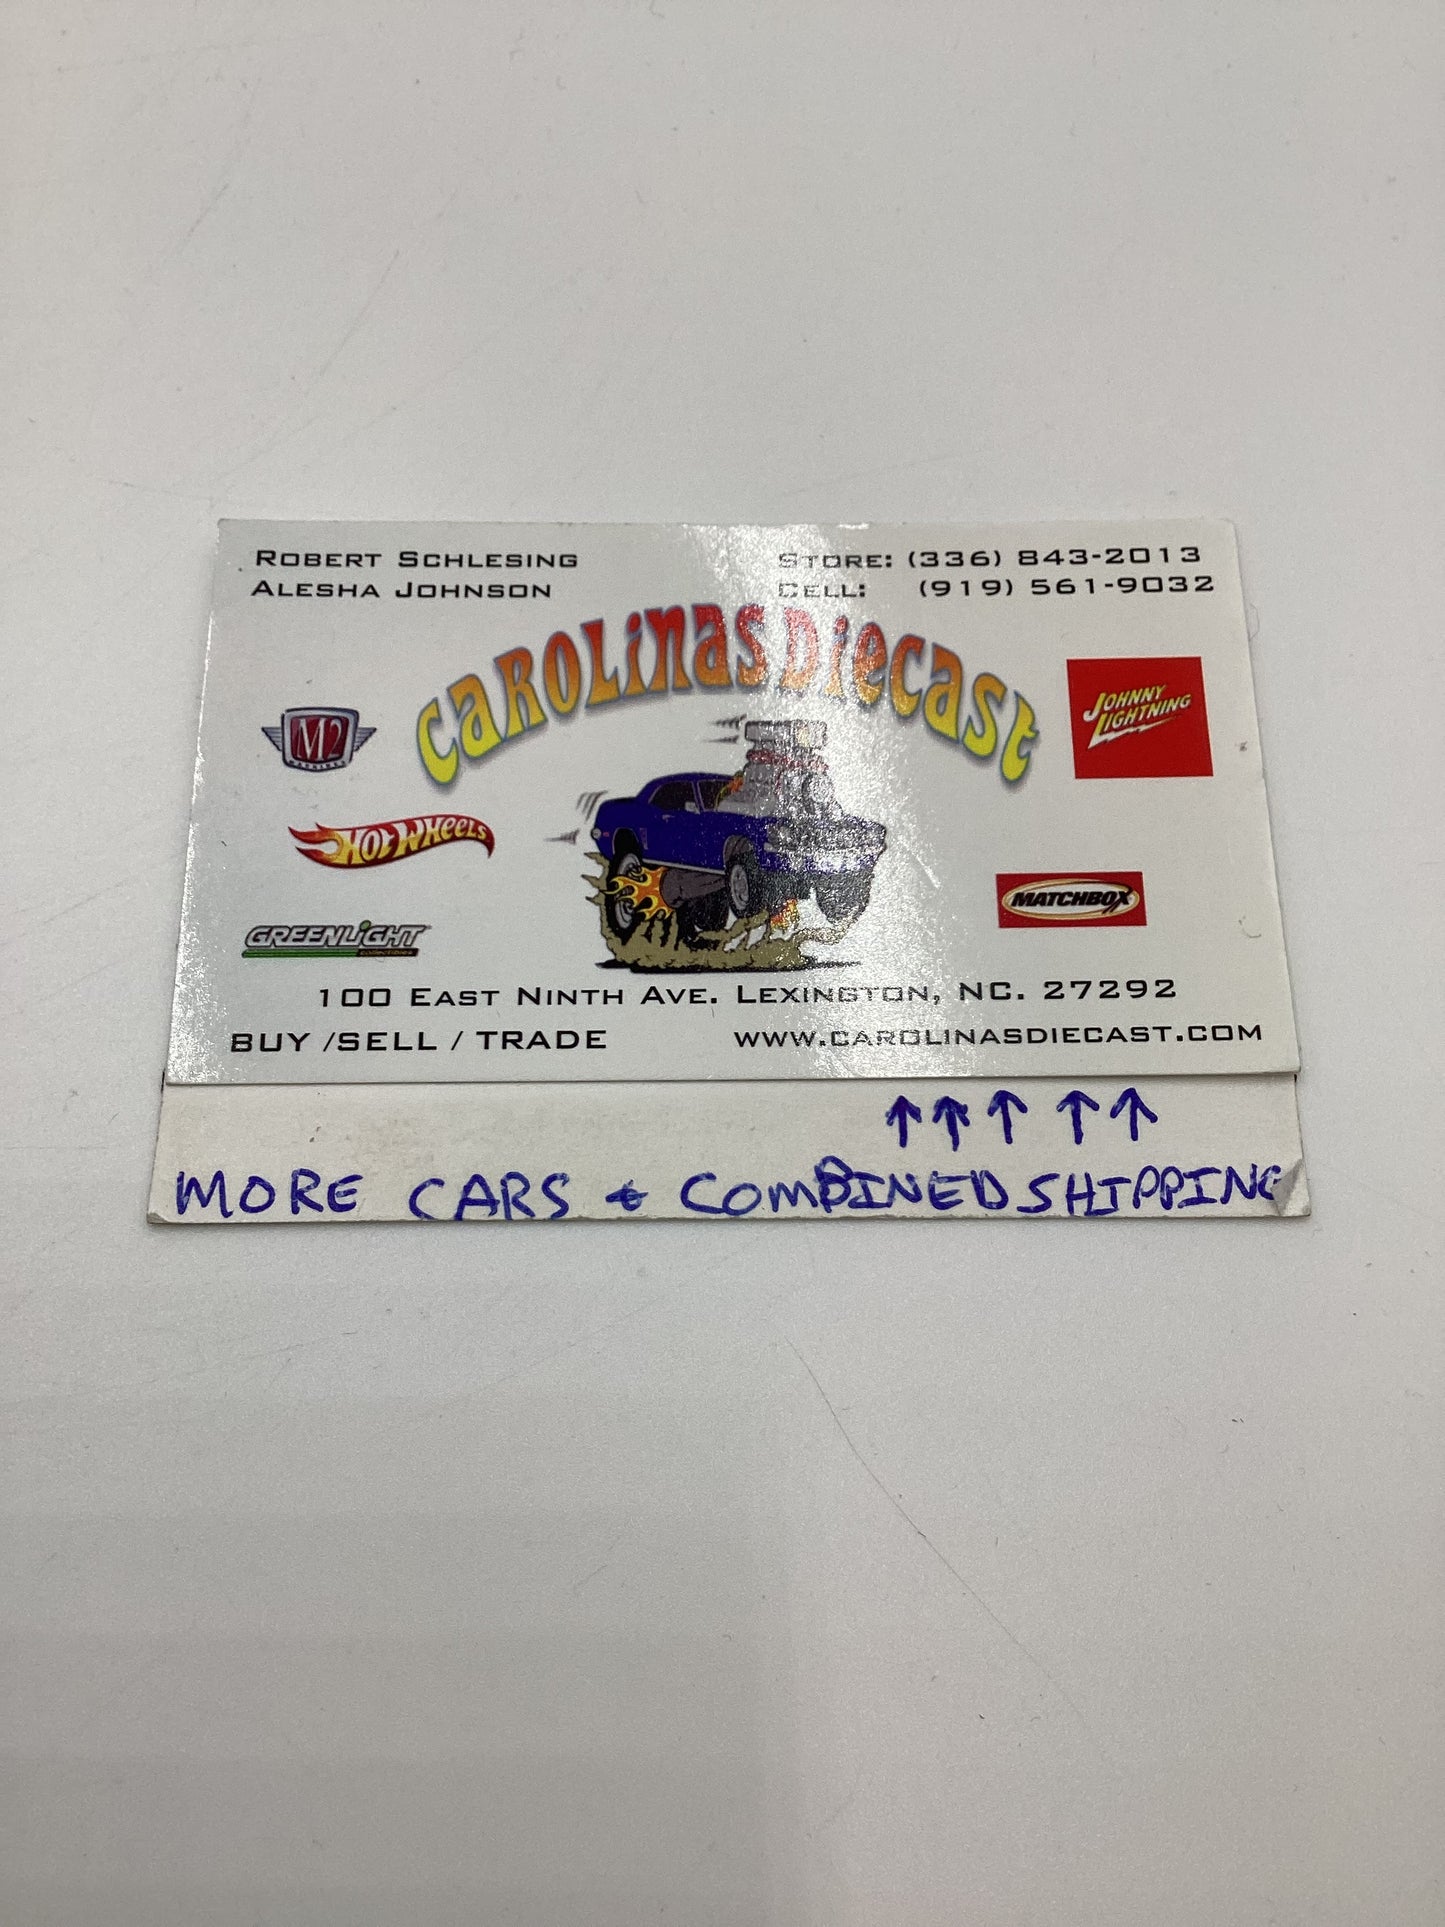 ROBERT SCHLESING
ALESHA JOHNSON
STORE: (336) 843-2013
CELL: (919) 561-9032
CAROLINAS DIECAST
M2
MACHINES
JOHNNY
LIGHTNING
HOT WHEELS
MATCHBOX
GREENLIGHT
COLLECTIBLES
100 EAST NINTH AVE. LEXINGTON, NC. 27292
BUY /SELL / TRADE
WWW.CAROLINASDIECAST.COM
↑ ↑ ↑ ↑ ↑
MORE CARS & COMBINED SHIPPING